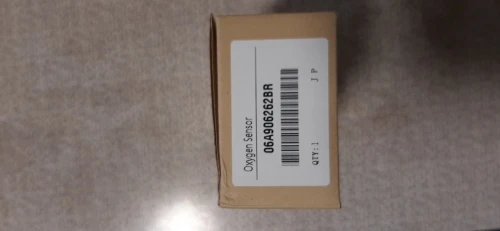 Oxygen Sensor
06A906262BR
QTY:1 J P